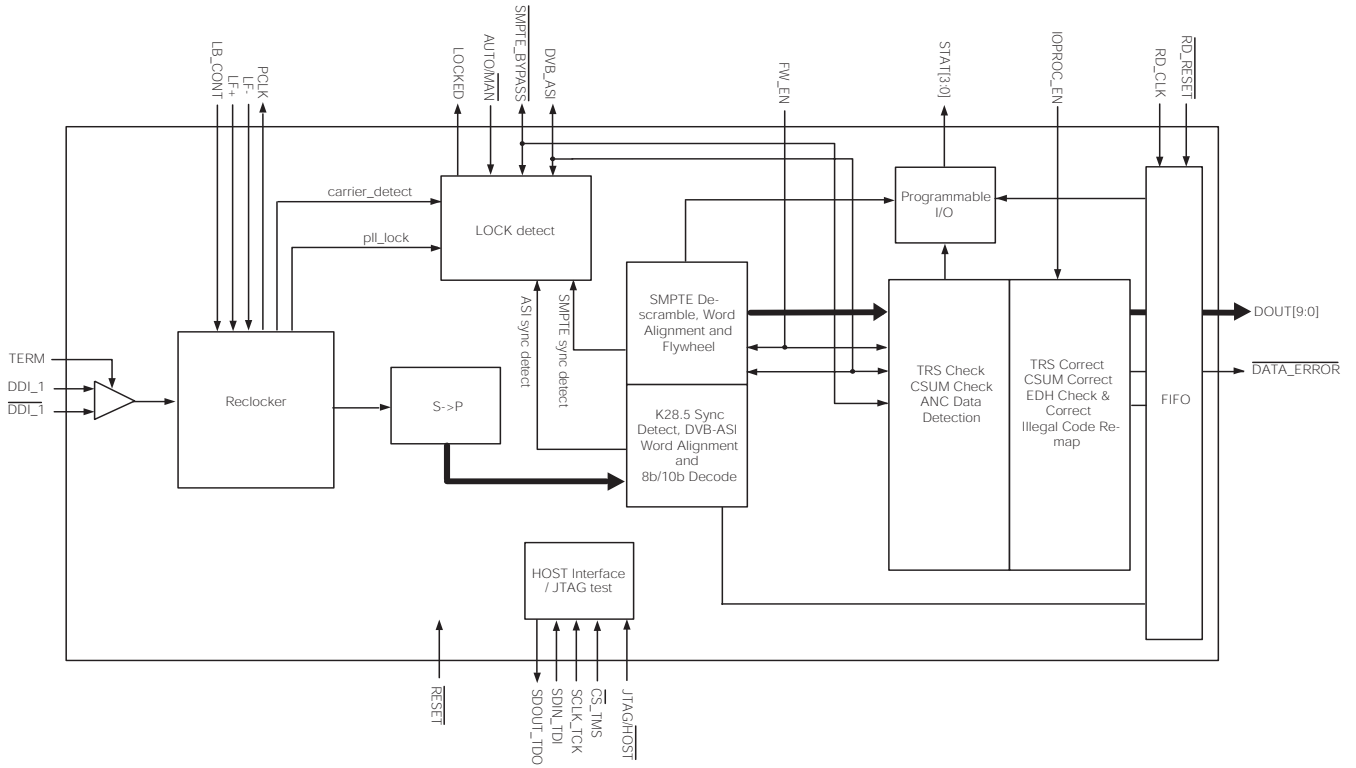 LB_CONT
LF+
LF-
PCLK
LOCKED
AUTO/MAN
SMPTE_BYPASS
DVB_ASI
FW_EN
STAT[3:0]
IOPROC_EN
RD_CLK
RD_RESET
carrier_detect
pll_lock
LOCK detect
Programmable
I/O
ASI sync detect
SMPTE sync detect
SMPTE De-
scramble, Word
Alignment and
Flywheel
K28.5 Sync
Detect, DVB-ASI
Word Alignment
and
8b/10b Decode
TERM
DDI_1
DDI_1
Reclocker
S->P
TRS Check
CSUM Check
ANC Data
Detection
TRS Correct
CSUM Correct
EDH Check &
Correct
Illegal Code Re-
map
FIFO
DOUT[9:0]
DATA_ERROR
HOST Interface
/ JTAG test
RESET
SDOUT_TDO
SDIN_TDI
SCLK_TCK
CS_TMS
JTAG/HOST